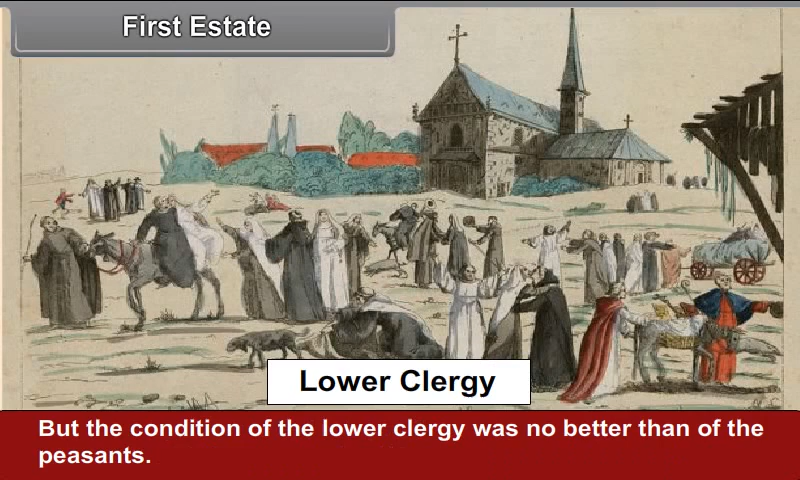 First Estate
Lower Clergy
But the condition of the lower clergy was no better than of the
peasants.